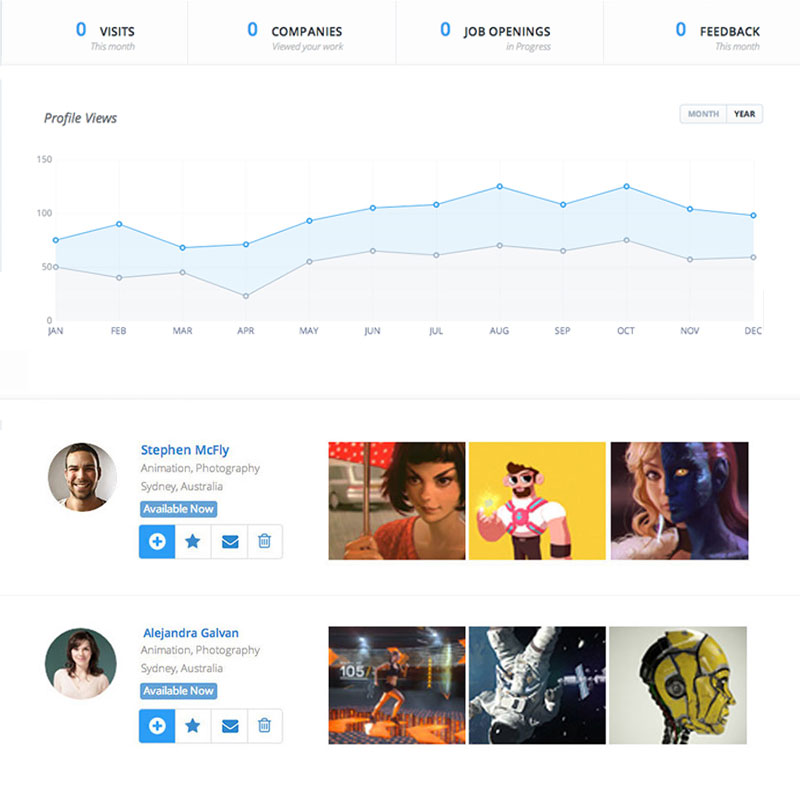 0 VISITS
This month
0 COMPANIES
Viewed your work
0 JOB OPENINGS
in Progress
0 FEEDBACK
This month
Profile Views
MONTH YEAR
150
100
50
0
JAN FEB MAR APR MAY JUN JUL AUG SEP OCT NOV DEC
Stephen McFly
Animation, Photography
Sydney, Australia
Available Now
Alejandra Galvan
Animation, Photography
Sydney, Australia
Available Now
105